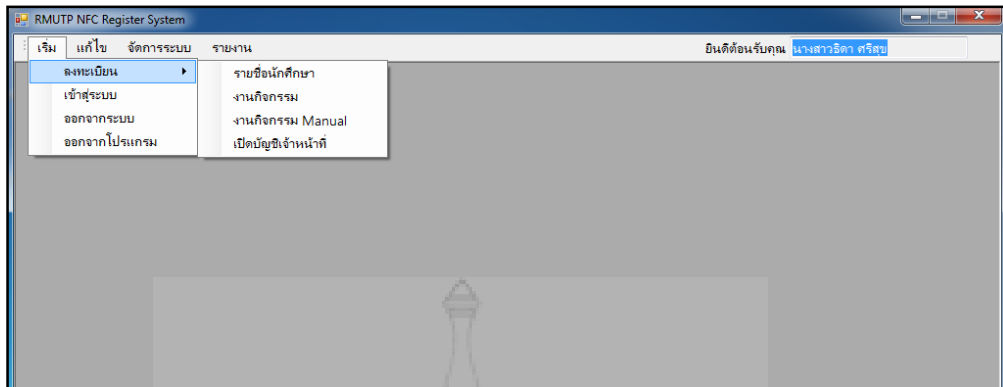 RMUTP NFC Register System
เริ่ม แก้ไข จัดการระบบ รายงาน ยินดีต้อนรับคุณ นางสาวธิดา ศรีสุข
ลงทะเบียน
เข้าสู่ระบบ
ออกจากระบบ
ออกจากโปรแกรม
รายชื่อนักศึกษา
งานกิจกรรม
งานกิจกรรม Manual
เปิดบัญชีเจ้าหน้าที่